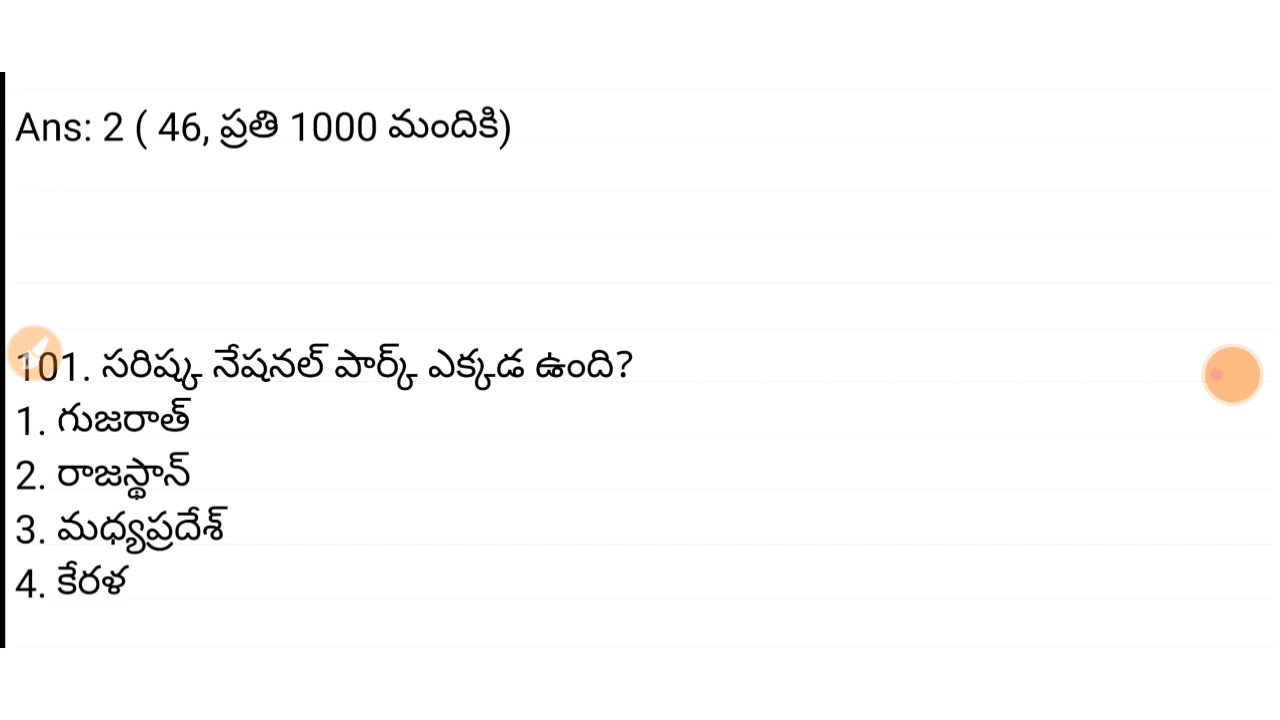 Ans: 2 ( 46, ప్రతి 1000 మందికి)
101. సరిష్క నేషనల్ పార్క్ ఎక్కడ ఉంది?
1. గుజరాత్
2. రాజస్థాన్
3. మధ్యప్రదేశ్
4. కేరళ